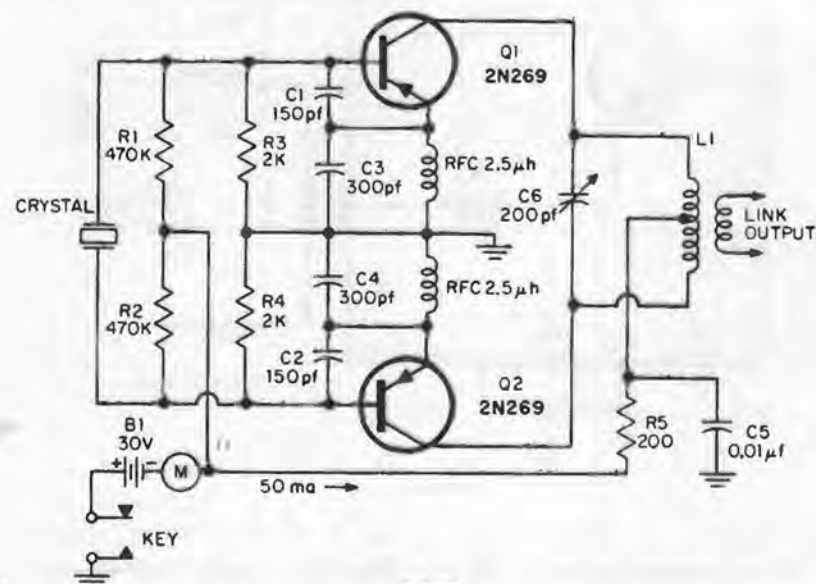 Q1
2N269
C1
150pf
R1
470K
R3
2K
RFC 2.5μh
L1
C3
300pf
C6
200pf
CRYSTAL
LINK
OUTPUT
C4
300pf
RFC 2.5μh
R2
470K
R4
2K
C2
150pf
Q2
2N269
B1
30V
R5
200
C5
0.01μf
+
-
M
50 ma →
KEY